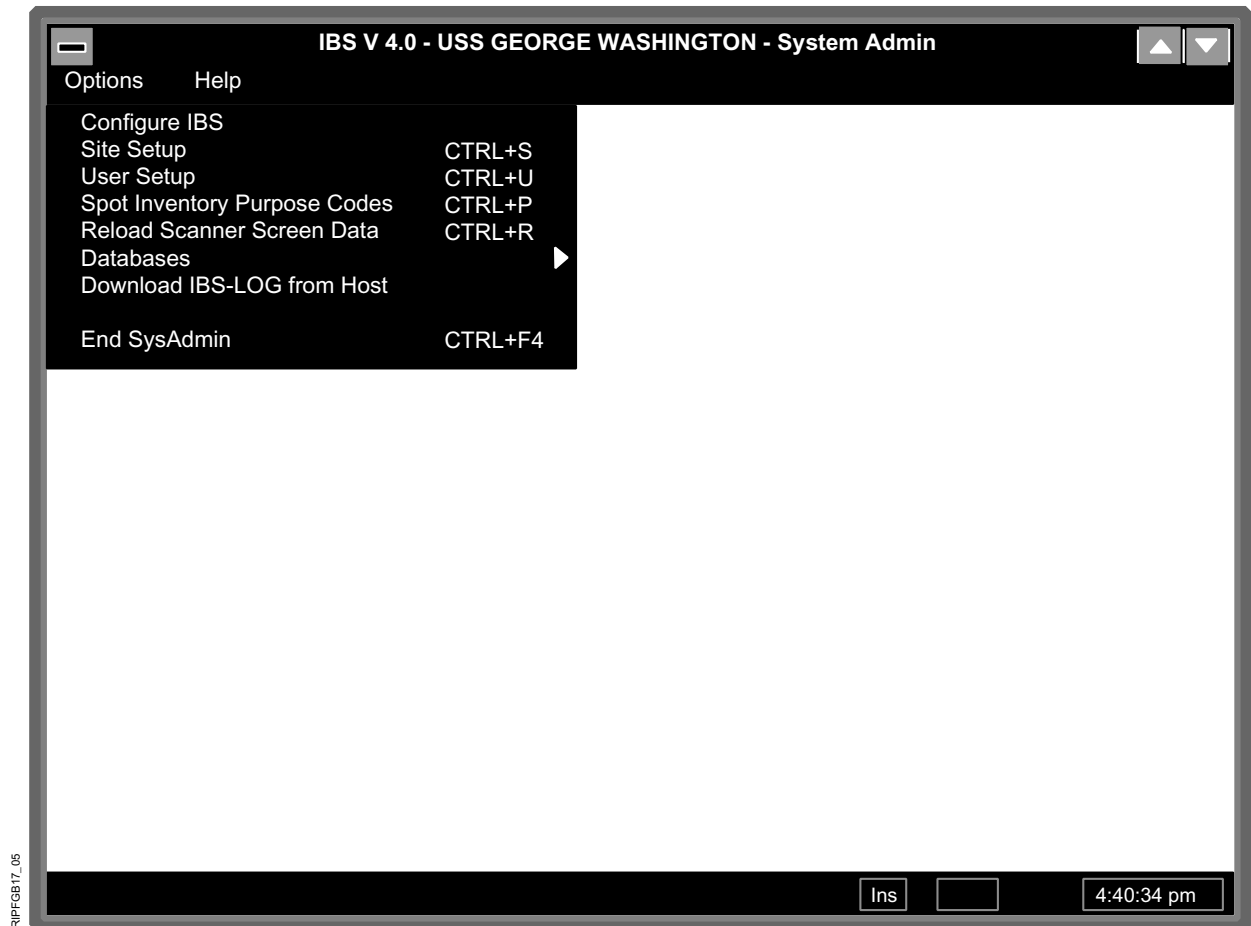 IBS V 4.0 - USS GEORGE WASHINGTON - System Admin
Options Help
Configure IBS
Site Setup CTRL+S
User Setup CTRL+U
Spot Inventory Purpose Codes CTRL+P
Reload Scanner Screen Data CTRL+R
Databases
Download IBS-LOG from Host
End SysAdmin CTRL+F4
Ins
4:40:34 pm
RIPFGB17_05